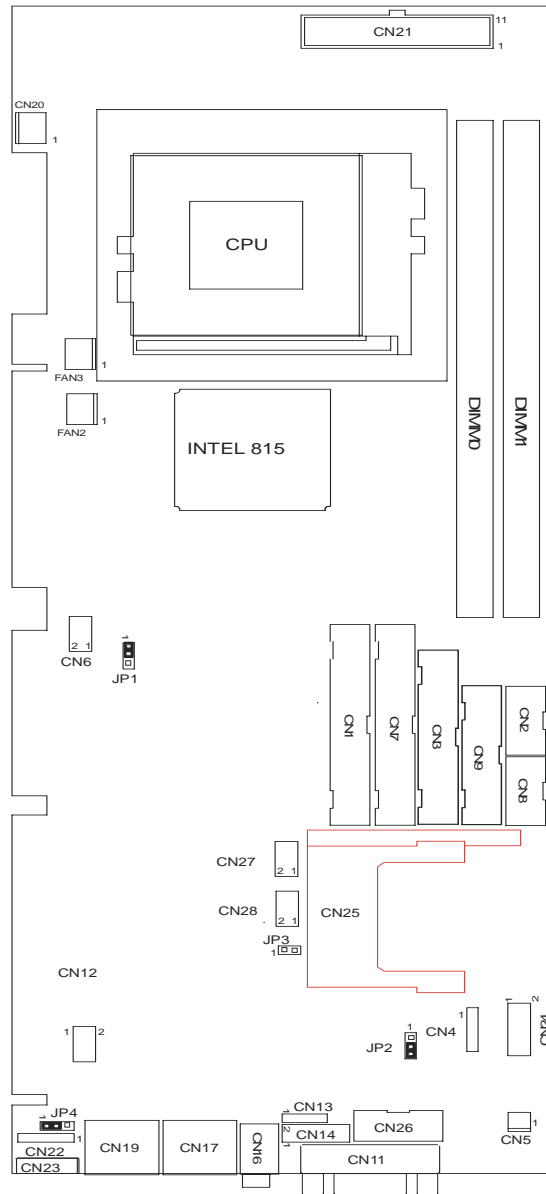 11
CN21
1
CN20
1
CPU
1
FAN3
1
FAN2
INTEL 815
DIMM0
DIMM1
2 1
CN6
1
JP1
CN1
CN7
CN3
CN9
CN2
CN8
CN27
2 1
CN28
2 1
JP3
1
CN25
CN12
1
2
1
JP2
1
CN4
1
2
1
JP4
1
CN22
CN23
CN19
CN17
CN16
CN13
1
2
CN14
1
CN26
CN11
1
CN5